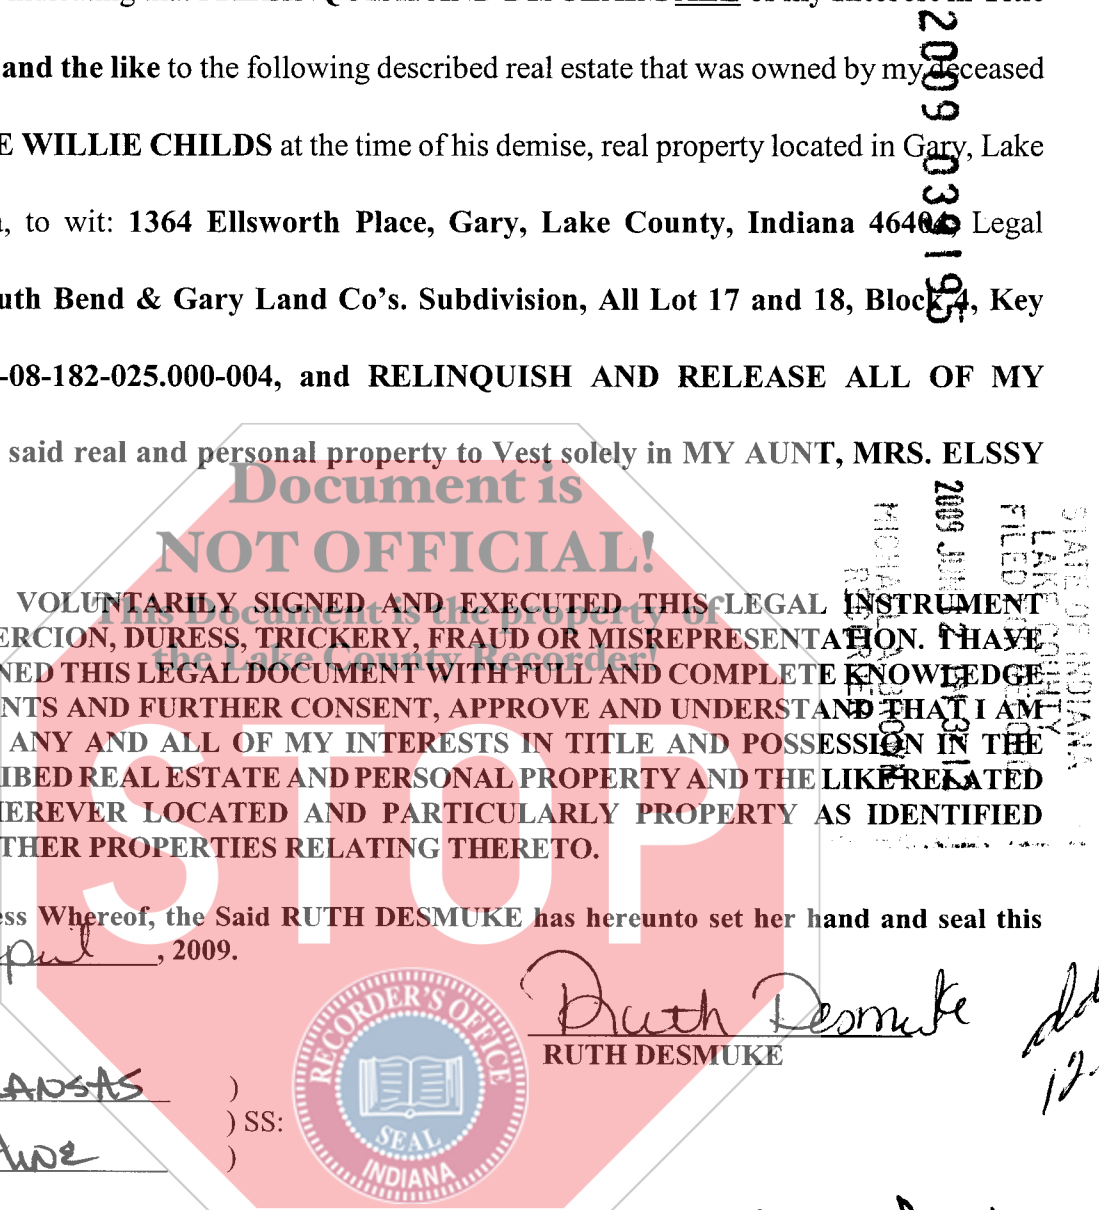 and the like to the following described real estate that was owned by my deceased
E WILLIE CHILDS at the time of his demise, real property located in Gary, Lake
, to wit: 1364 Ellsworth Place, Gary, Lake County, Indiana 46404, Legal
uth Bend & Gary Land Co's. Subdivision, All Lot 17 and 18, Block 4, Key
-08-182-025.000-004, and RELINQUISH AND RELEASE ALL OF MY
said real and personal property to Vest solely in MY AUNT, MRS. ELSSY
Document is
NOT OFFICIAL!
This Document is the property of
the Lake County Recorder!
VOLUNTARILY SIGNED AND EXECUTED THIS LEGAL INSTRUMENT
ERCION, DURESS, TRICKERY, FRAUD OR MISREPRESENTATION. I HAVE
NED THIS LEGAL DOCUMENT WITH FULL AND COMPLETE KNOWLEDGE
NTS AND FURTHER CONSENT, APPROVE AND UNDERSTAND THAT I AM
ANY AND ALL OF MY INTERESTS IN TITLE AND POSSESSION IN THE
IBED REAL ESTATE AND PERSONAL PROPERTY AND THE LIKE RELATED
HEREVER LOCATED AND PARTICULARLY PROPERTY AS IDENTIFIED
THER PROPERTIES RELATING THERETO.
STOP
ess Whereof, the Said RUTH DESMUKE has hereunto set her hand and seal this
pril, 2009.
Ruth Desmuke
RUTH DESMUKE
ANSAS )
) SS:
)
RECORDER'S OFFICE
SEAL
INDIANA
2009 039195
STATE OF INDIANA
LAKE COUNTY
FILED
2009 JUN
MICHAEL